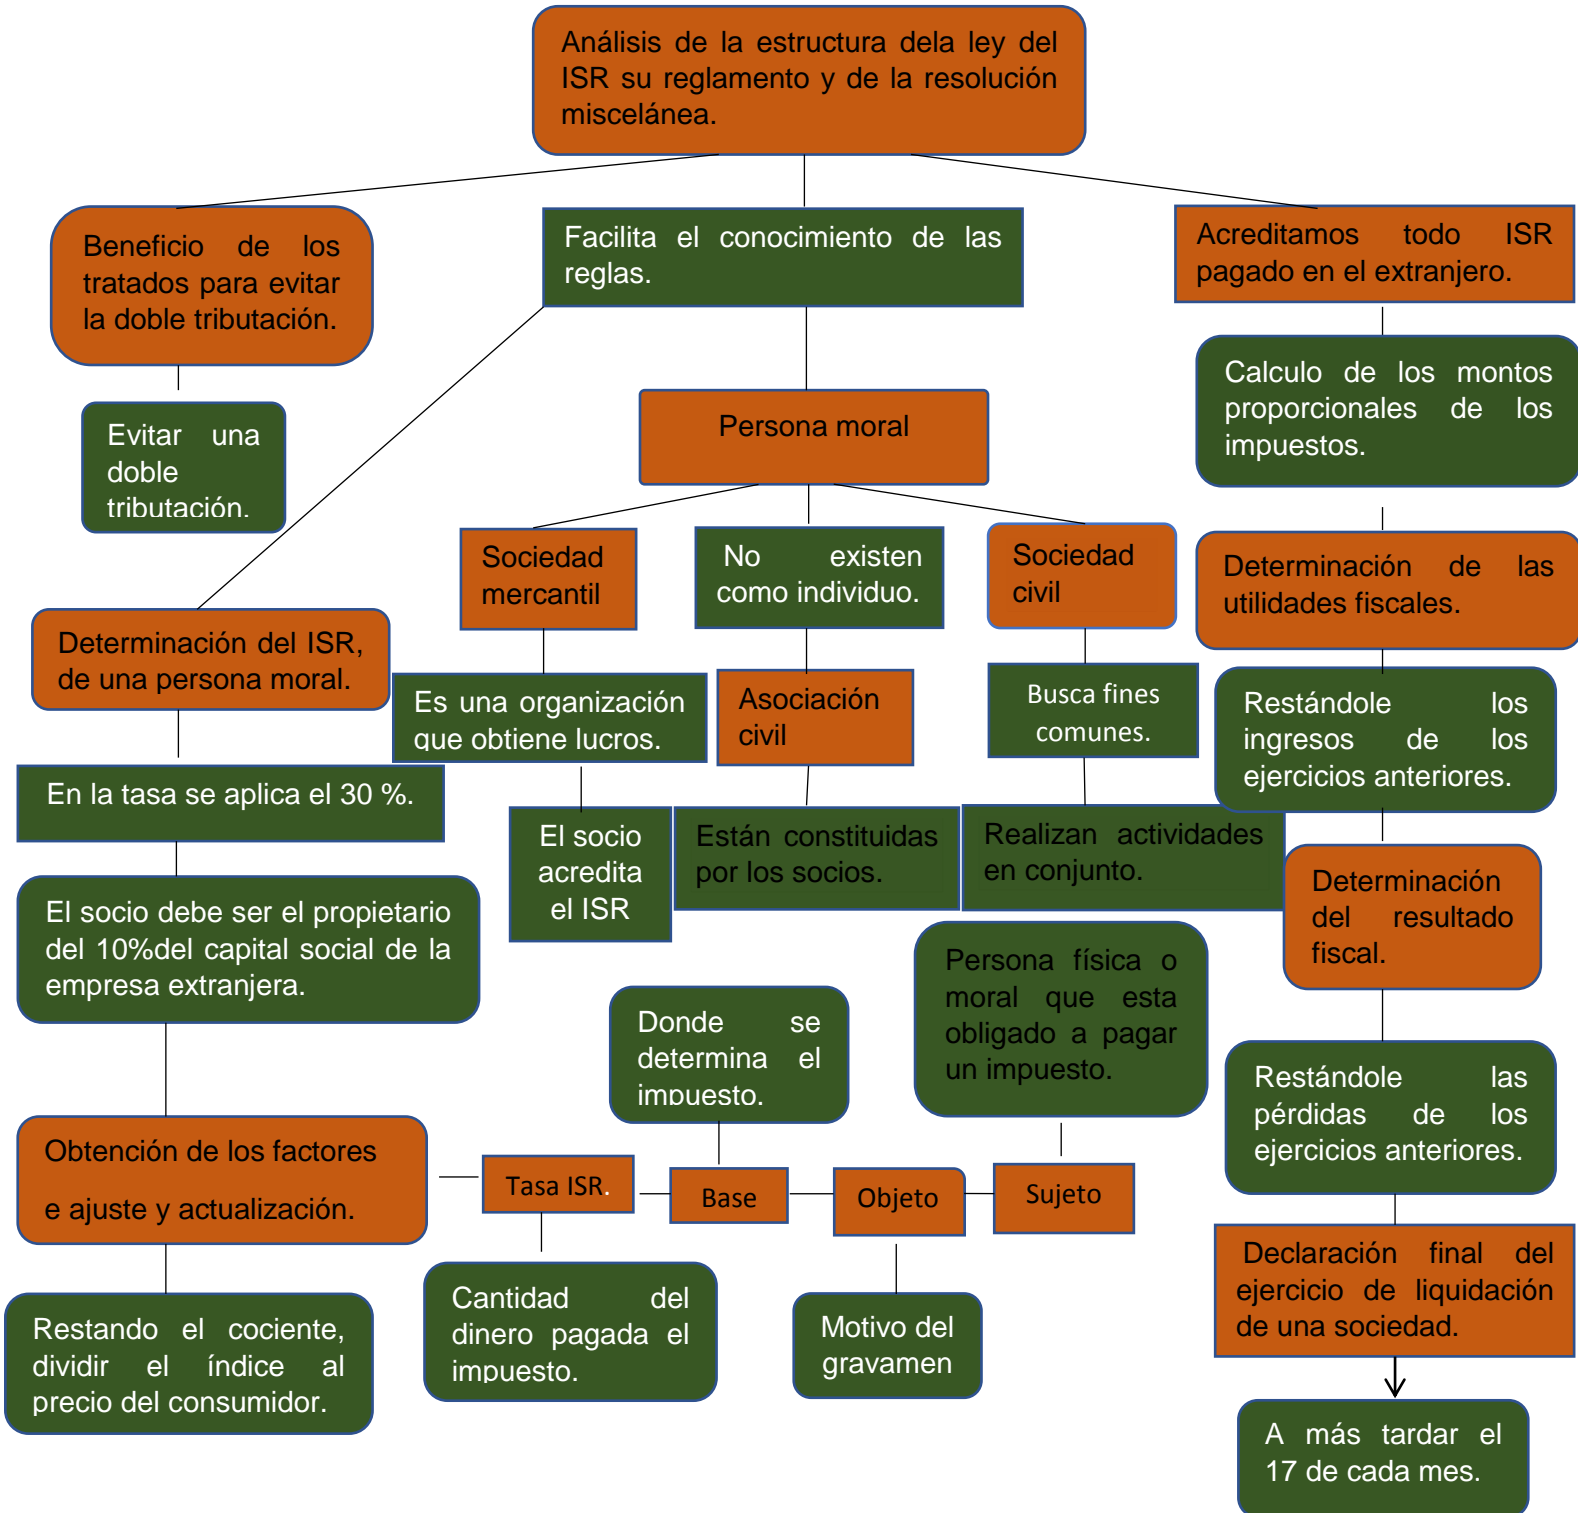 Análisis de la estructura dela ley del
ISR su reglamento y de la resolución
miscelánea.
Beneficio de los
tratados para evitar
la doble tributación.
Facilita el conocimiento de las
reglas.
Acreditamos todo ISR
pagado en el extranjero.
Evitar una
doble
tributación.
Persona moral
Calculo de los montos
proporcionales de los
impuestos.
Sociedad
mercantil
No existen
como individuo.
Sociedad
civil
Determinación de las
utilidades fiscales.
Determinación del ISR,
de una persona moral.
Es una organización
que obtiene lucros.
Asociación
civil
Busca fines
comunes.
Restándole los
ingresos de los
ejercicios anteriores.
En la tasa se aplica el 30 %.
El socio
acredita
el ISR
Están constituidas
por los socios.
Realizan actividades
en conjunto.
Determinación
del resultado
fiscal.
El socio debe ser el propietario
del 10%del capital social de la
empresa extranjera.
Donde se
determina el
impuesto.
Persona física o
moral que esta
obligado a pagar
un impuesto.
Restándole las
pérdidas de los
ejercicios anteriores.
Obtención de los factores
e ajuste y actualización.
Tasa ISR.
Base
Objeto
Sujeto
Declaración final del
ejercicio de liquidación
de una sociedad.
Restando el cociente,
dividir el índice al
precio del consumidor.
Cantidad del
dinero pagada el
impuesto.
Motivo del
gravamen
A más tardar el
17 de cada mes.